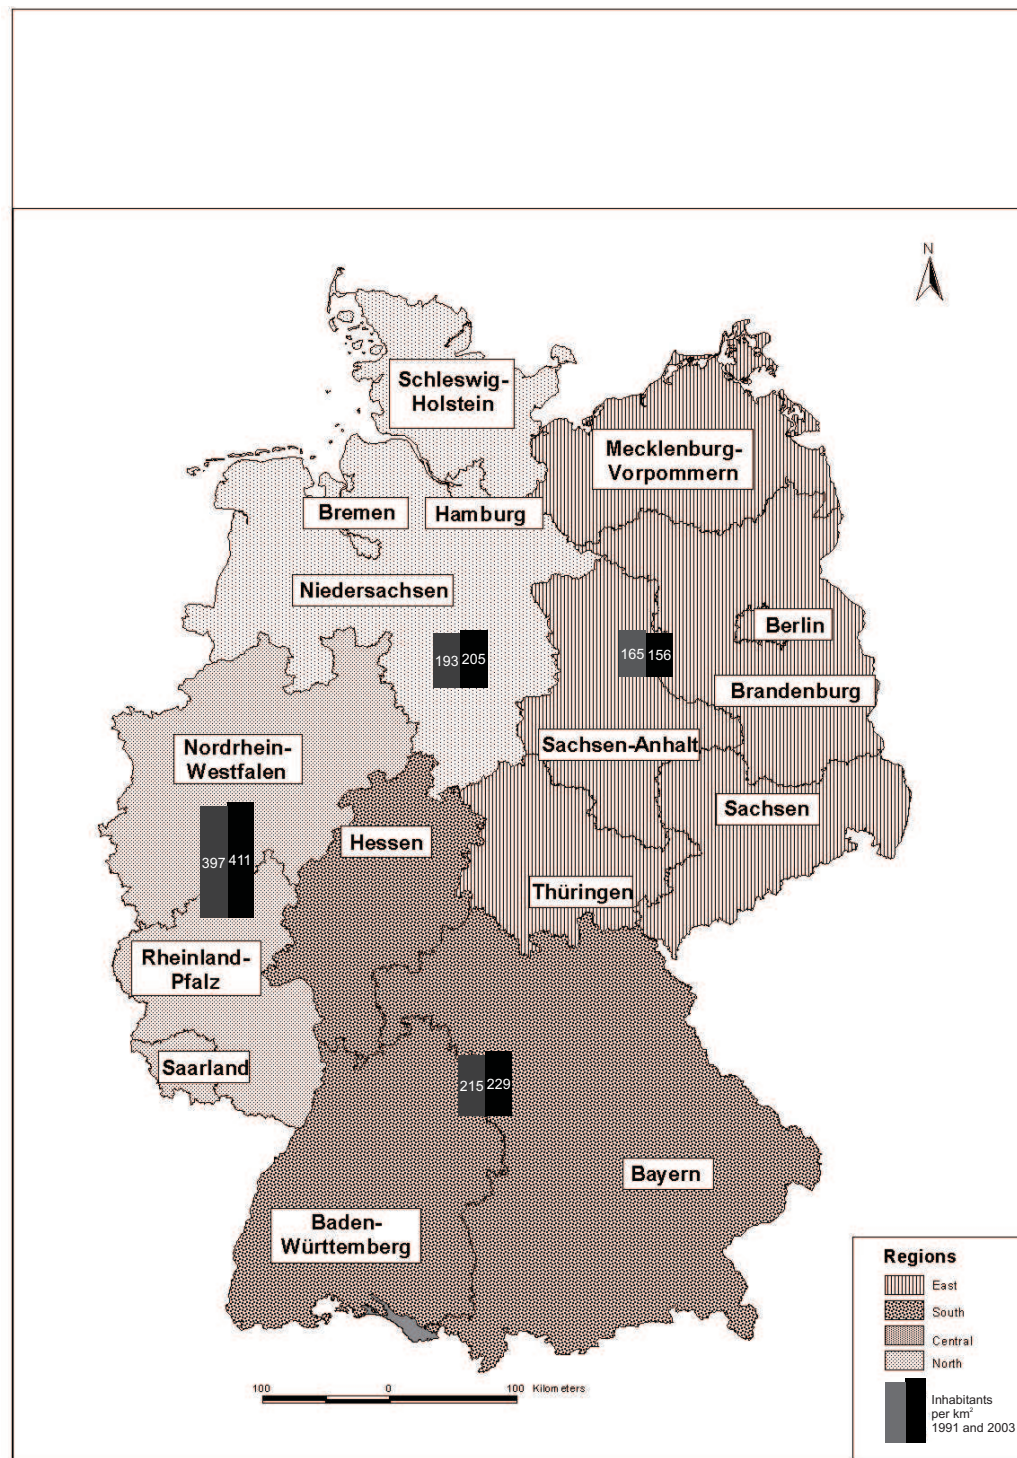 N
Schleswig-
Holstein
Mecklenburg-
Vorpommern
Bremen
Hamburg
Niedersachsen
Berlin
193
205
165
156
Brandenburg
Nordrhein-
Westfalen
Sachsen-Anhalt
Sachsen
Hessen
397
411
Thüringen
Rheinland-
Pfalz
Saarland
215
229
Bayern
Baden-
Württemberg
Regions
East
South
Central
North
100
0
100
Kilometers
Inhabitants
per km²
1991 and 2003